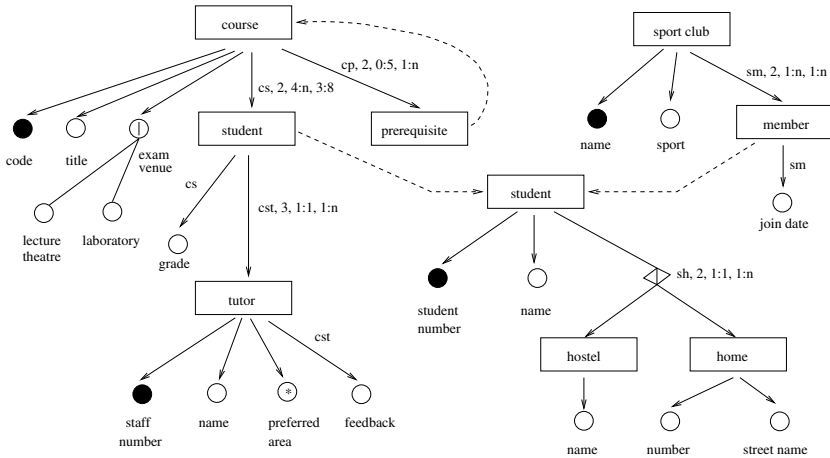 course
sport club
cp, 2, 0:5, 1:n
cs, 2, 4:n, 3:8
sm, 2, 1:n, 1:n
student
prerequisite
member
code
title
exam
venue
name
sport
cs
sm
student
cst, 3, 1:1, 1:n
lecture
theatre
laboratory
grade
join date
sh, 2, 1:1, 1:n
tutor
student
number
name
cst
hostel
home
*
staff
number
name
preferred
area
feedback
name
number
street name